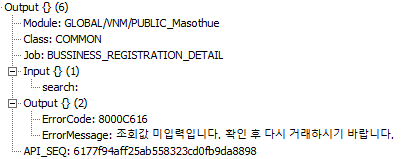 Output {} (6)
Module: GLOBAL/VNM/PUBLIC_Masothue
Class: COMMON
Job: BUSSINESS_REGISTRATION_DETAIL
Input {} (1)
search:
Output {} (2)
ErrorCode: 8000C616
ErrorMessage: 조회값 미입력입니다. 확인 후 다시 거래하시기 바랍니다.
API_SEQ: 6177f94aff25ab558323cd0fb9da8898